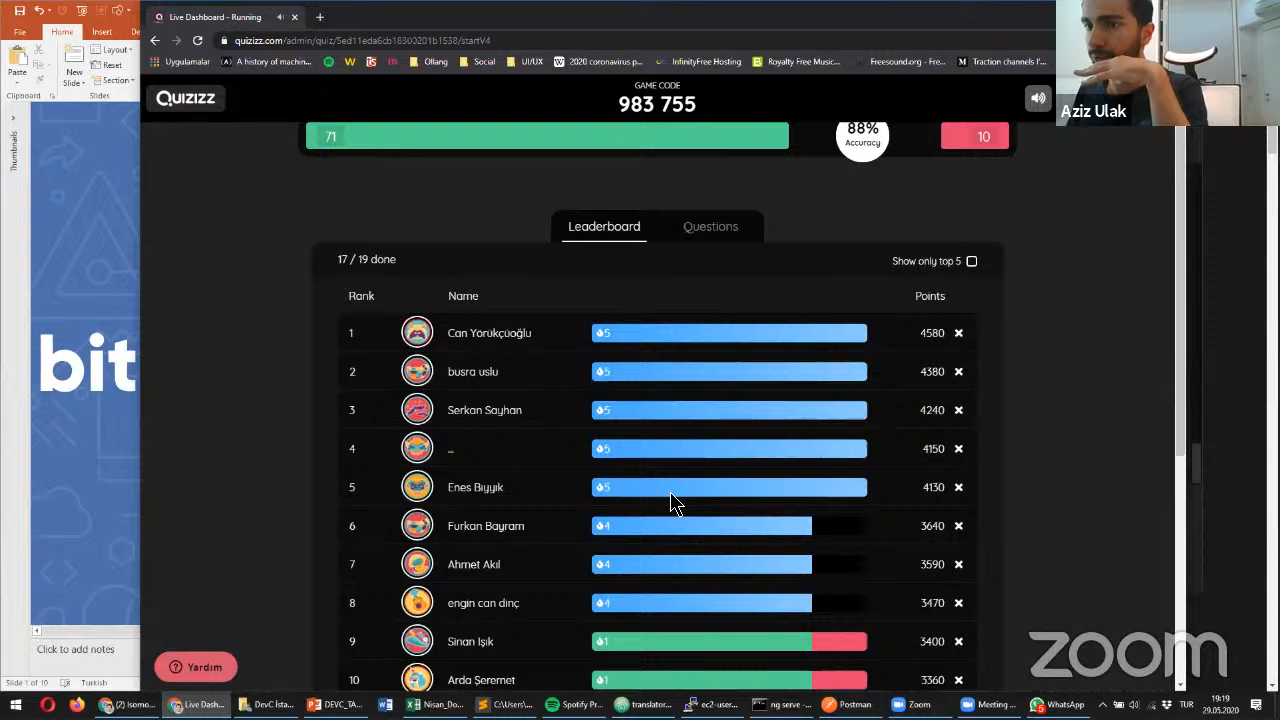 File
Home
Insert
Live Dashboard - Running
quizizz.com/admin/quiz/5ed11eda6cb18300201b1538/startV4
Uygulamalar
A history of machin...
Ollang
Social
UI/UX
2020 coronavirus p...
InfinityFree Hosting
Royalty Free Music...
Freesound.org - Fre...
Traction channels f...
Paste
New
Slide
Layout
Reset
Section
Clipboard
Slides
Quizizz
GAME CODE
983 755
Aziz Ulak
71
88%
Accuracy
10
Thumbnails
Leaderboard
Questions
17 / 19 done
Show only top 5
Rank
Name
Points
1
Can Yörükçüoğlu
5
4580
2
busra uslu
5
4380
3
Serkan Sayhan
5
4240
4
..
5
4150
5
Enes Bıyyık
5
4130
6
Furkan Bayram
4
3640
7
Ahmet Akıl
4
3590
8
engin can dinç
4
3470
9
Sinan Işık
1
3400
10
Arda Şeremet
1
3360
bit
Click to add notes
Yardım
zoom
Slide 1 of 10
Turkish
(2) Isomo...
Live Dash...
DevC İsta...
DEVC_TA...
Nisan_Do...
C:\Users\...
Spotify Pr...
translator...
ec2-user...
ng serve -...
Postman
Zoom
Meeting ...
WhatsApp
5
TUR
19:19
29.05.2020